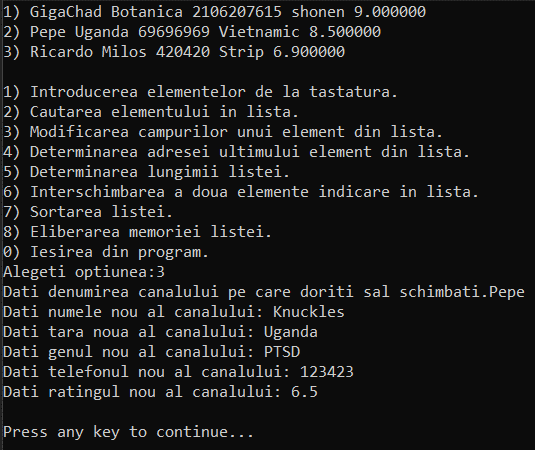 1) GigaChad Botanica 2106207615 shonen 9.000000
2) Pepe Uganda 69696969 Vietnamic 8.500000
3) Ricardo Milos 420420 Strip 6.900000
1) Introducerea elementelor de la tastatura.
2) Cautarea elementului in lista.
3) Modificarea campurilor unui element din lista.
4) Determinarea adresei ultimului element din lista.
5) Determinarea lungimii listei.
6) Interschimbarea a doua elemente indicare in lista.
7) Sortarea listei.
8) Eliberarea memoriei listei.
0) Iesirea din program.
Alegeti optiunea:3
Dati denumirea canalului pe care doriti sal schimbati.Pepe
Dati numele nou al canalului: Knuckles
Dati tara noua al canalului: Uganda
Dati genul nou al canalului: PTSD
Dati telefonul nou al canalului: 123423
Dati ratingul nou al canalului: 6.5
Press any key to continue...